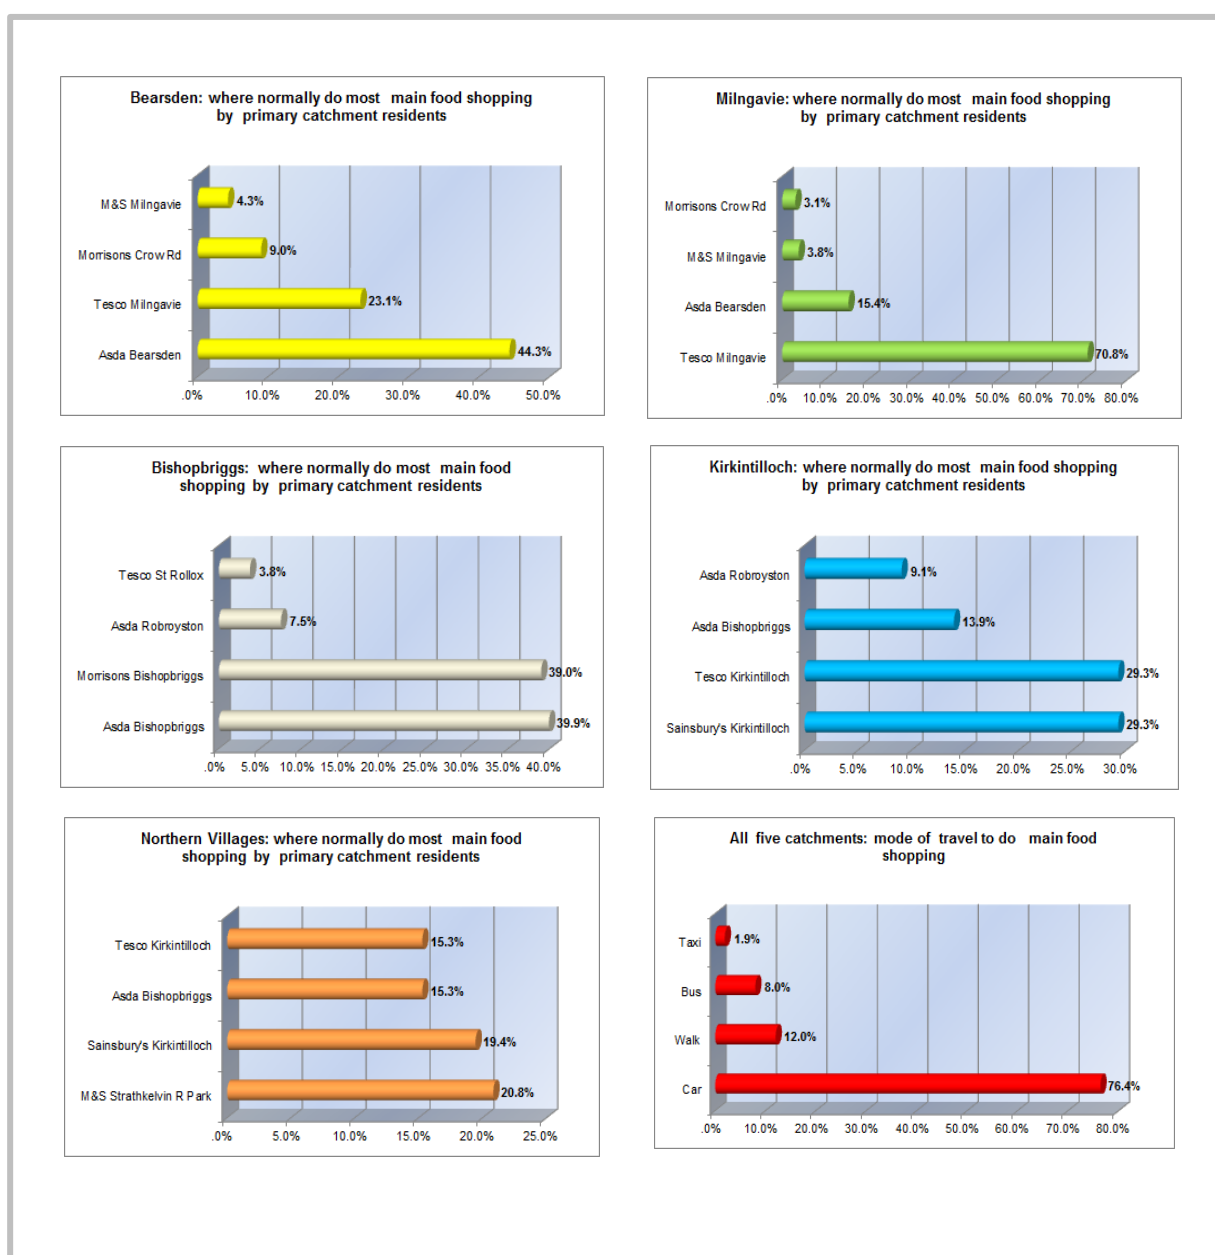 Bearsden: where normally do most main food shopping
by primary catchment residents
M&S Milngavie
4.3%
Morrisons Crow Rd
9.0%
Tesco Milngavie
23.1%
Asda Bearsden
44.3%
.0% 10.0% 20.0% 30.0% 40.0% 50.0%
Milngavie: where normally do most main food shopping
by primary catchment residents
Morrisons Crow Rd
3.1%
M&S Milngavie
3.8%
Asda Bearsden
15.4%
Tesco Milngavie
70.8%
.0% 10.0% 20.0% 30.0% 40.0% 50.0% 60.0% 70.0% 80.0%
Bishopbriggs: where normally do most main food
shopping by primary catchment residents
Tesco St Rollox
3.8%
Asda Robroyston
7.5%
Morrisons Bishopbriggs
39.0%
Asda Bishopbriggs
39.9%
.0% 5.0% 10.0% 15.0% 20.0% 25.0% 30.0% 35.0% 40.0%
Kirkintilloch: where normally do most main food shopping
by primary catchment residents
Asda Robroyston
9.1%
Asda Bishopbriggs
13.9%
Tesco Kirkintilloch
29.3%
Sainsbury's Kirkintilloch
29.3%
.0% 5.0% 10.0% 15.0% 20.0% 25.0% 30.0%
Northern Villages: where normally do most main food
shopping by primary catchment residents
Tesco Kirkintilloch
15.3%
Asda Bishopbriggs
15.3%
Sainsbury's Kirkintilloch
19.4%
M&S Strathkelvin R Park
20.8%
.0% 5.0% 10.0% 15.0% 20.0% 25.0%
All five catchments: mode of travel to do main food
shopping
Taxi
1.9%
Bus
8.0%
Walk
12.0%
Car
76.4%
.0% 10.0% 20.0% 30.0% 40.0% 50.0% 60.0% 70.0% 80.0%